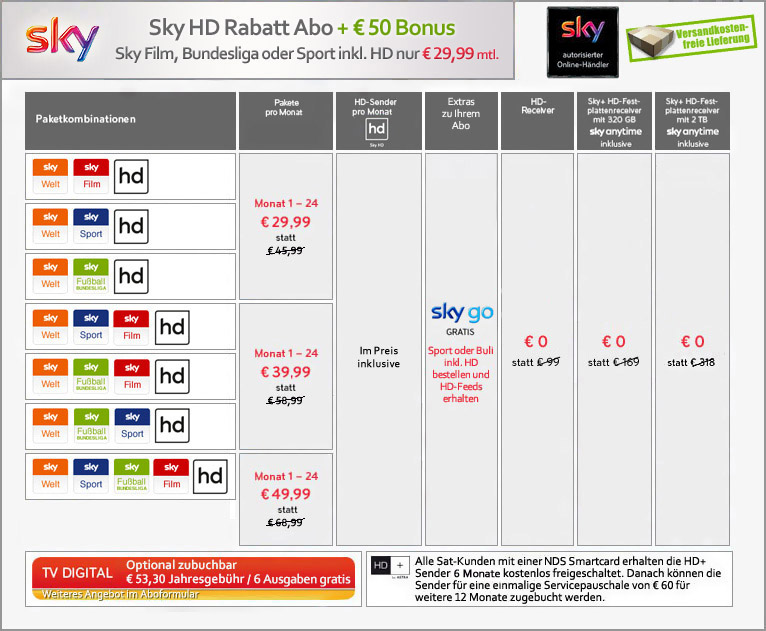 sky
Sky HD Rabatt Abo + € 50 Bonus
Sky Film, Bundesliga oder Sport inkl. HD nur € 29,99 mtl.
sky
autorisierter
Online-Händler
Versandkosten-
freie Lieferung
Paketkombinationen
Pakete
pro Monat
HD-Sender
pro Monat
hd
Sky HD
Extras
zu Ihrem
Abo
HD-
Receiver
Sky+ HD-Fest-
plattenreceiver
mit 320 GB
sky anytime
inklusive
Sky+ HD-Fest-
plattenreceiver
mit 2 TB
sky anytime
inklusive
sky sky hd
Welt Film
sky sky hd
Welt Sport
sky sky hd
Welt Fußball
BUNDESLIGA
Monat 1 – 24
€ 29,99
statt
€ 45,99
sky sky sky hd
Welt Sport Film
sky sky sky hd
Welt Fußball Film
BUNDESLIGA
sky sky sky hd
Welt Fußball Sport
BUNDESLIGA
Monat 1 – 24
€ 39,99
statt
€ 58,99
sky sky sky sky hd
Welt Sport Fußball Film
BUNDESLIGA
Monat 1 – 24
€ 49,99
statt
€ 68,99
Im Preis
inklusive
sky go
GRATIS
Sport oder Buli
inkl. HD
bestellen und
HD-Feeds
erhalten
€ 0
statt € 99
€ 0
statt € 169
€ 0
statt € 318
TV DIGITAL
Optional zubuchbar
€ 53,30 Jahresgebühr / 6 Ausgaben gratis
Weiteres Angebot im Aboformular
HD +
by ASTRA
Alle Sat-Kunden mit einer NDS Smartcard erhalten die HD+
Sender 6 Monate kostenlos freigeschaltet. Danach können die
Sender für eine einmalige Servicepauschale von € 60 für
weitere 12 Monate zugebucht werden.